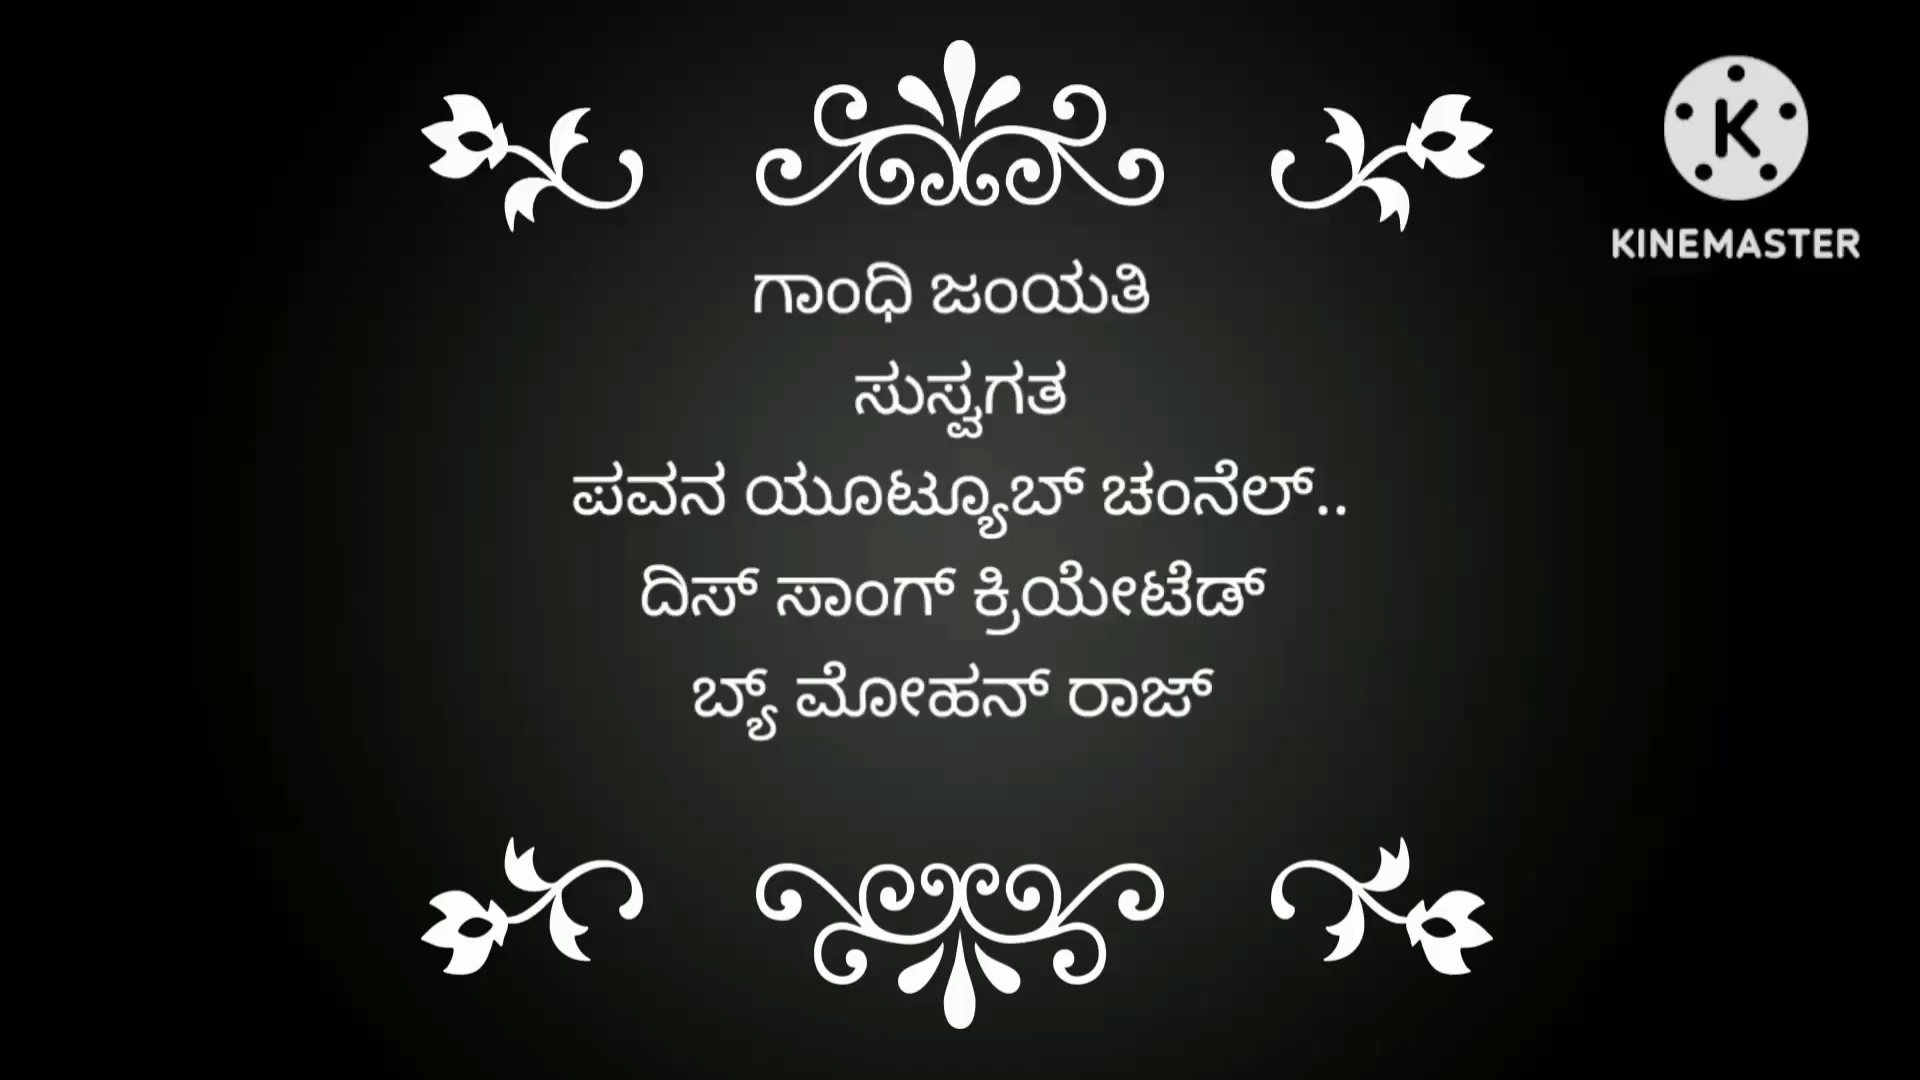 ಗಾಂಧಿ ಜಂಯತಿ
ಸುಸ್ವಗತ
ಪವನ ಯೂಟ್ಯೂಬ್ ಚಂನೆಲ್..
ದಿಸ್ ಸಾಂಗ್ ಕ್ರಿಯೇಟೆಡ್
ಬ್ಯ್ ಮೋಹನ್ ರಾಜ್
K
KINEMASTER